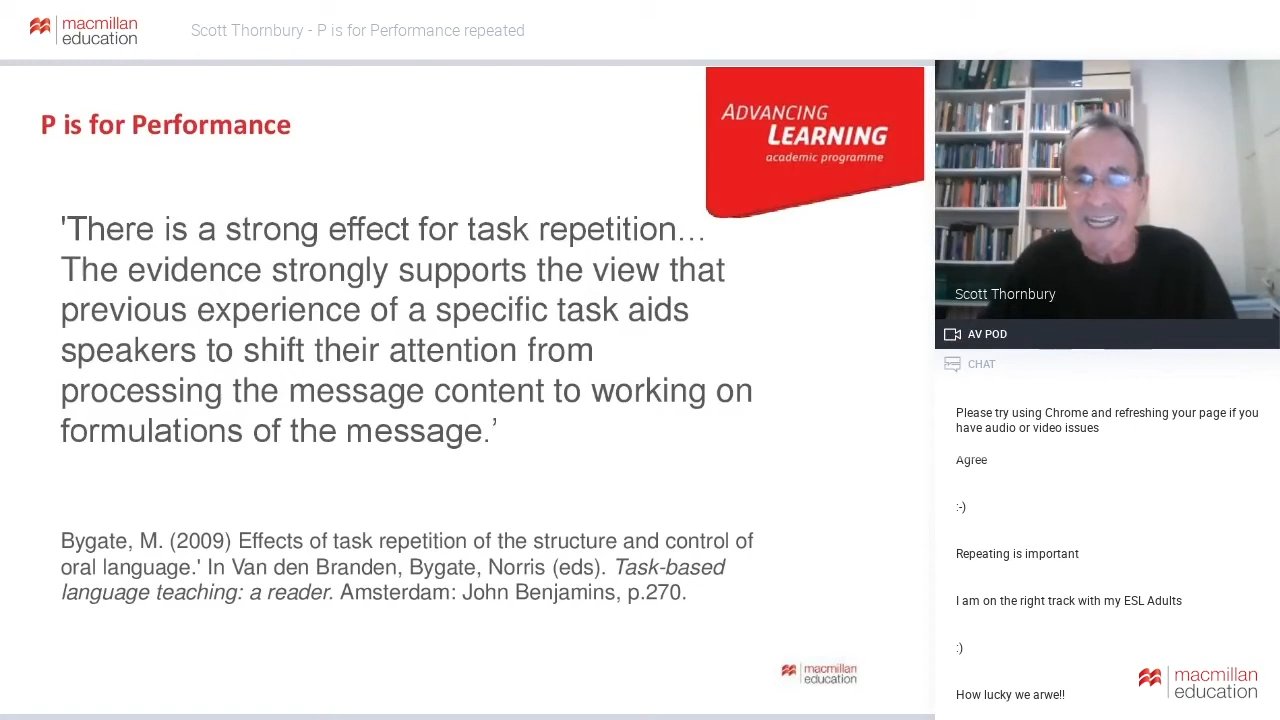 macmillan
education
Scott Thornbury - P is for Performance repeated
P is for Performance
ADVANCING
LEARNING
academic programme
'There is a strong effect for task repetition…
The evidence strongly supports the view that
previous experience of a specific task aids
speakers to shift their attention from
processing the message content to working on
formulations of the message.’
Bygate, M. (2009) Effects of task repetition of the structure and control of
oral language.' In Van den Branden, Bygate, Norris (eds). Task-based
language teaching: a reader. Amsterdam: John Benjamins, p.270.
macmillan
education
Scott Thornbury
AV POD
CHAT
Please try using Chrome and refreshing your page if you
have audio or video issues
Agree
:-)
Repeating is important
I am on the right track with my ESL Adults
:)
How lucky we arwe!!
macmillan
education